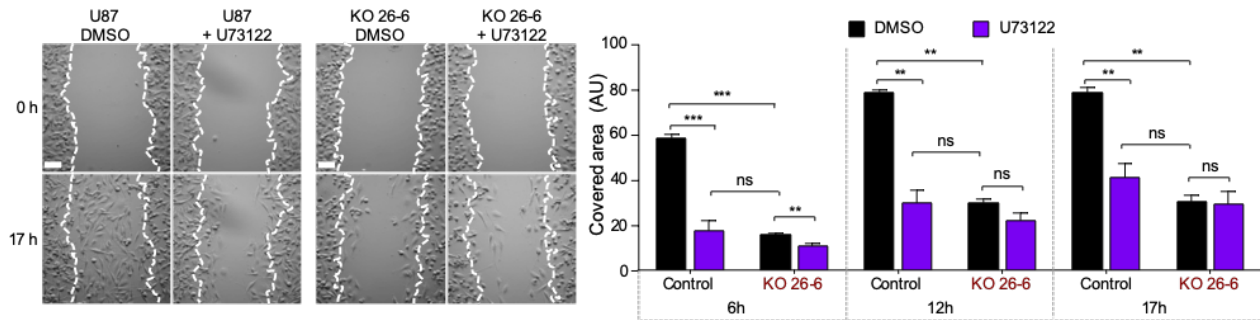 U87 DMSO
U87 + U73122
KO 26-6 DMSO
KO 26-6 + U73122
0 h
17 h
DMSO
U73122
Covered area (AU)
100
80
60
40
20
0
***
***
ns
**
**
**
ns
ns
**
**
ns
ns
Control
KO 26-6
Control
KO 26-6
Control
KO 26-6
6h
12h
17h